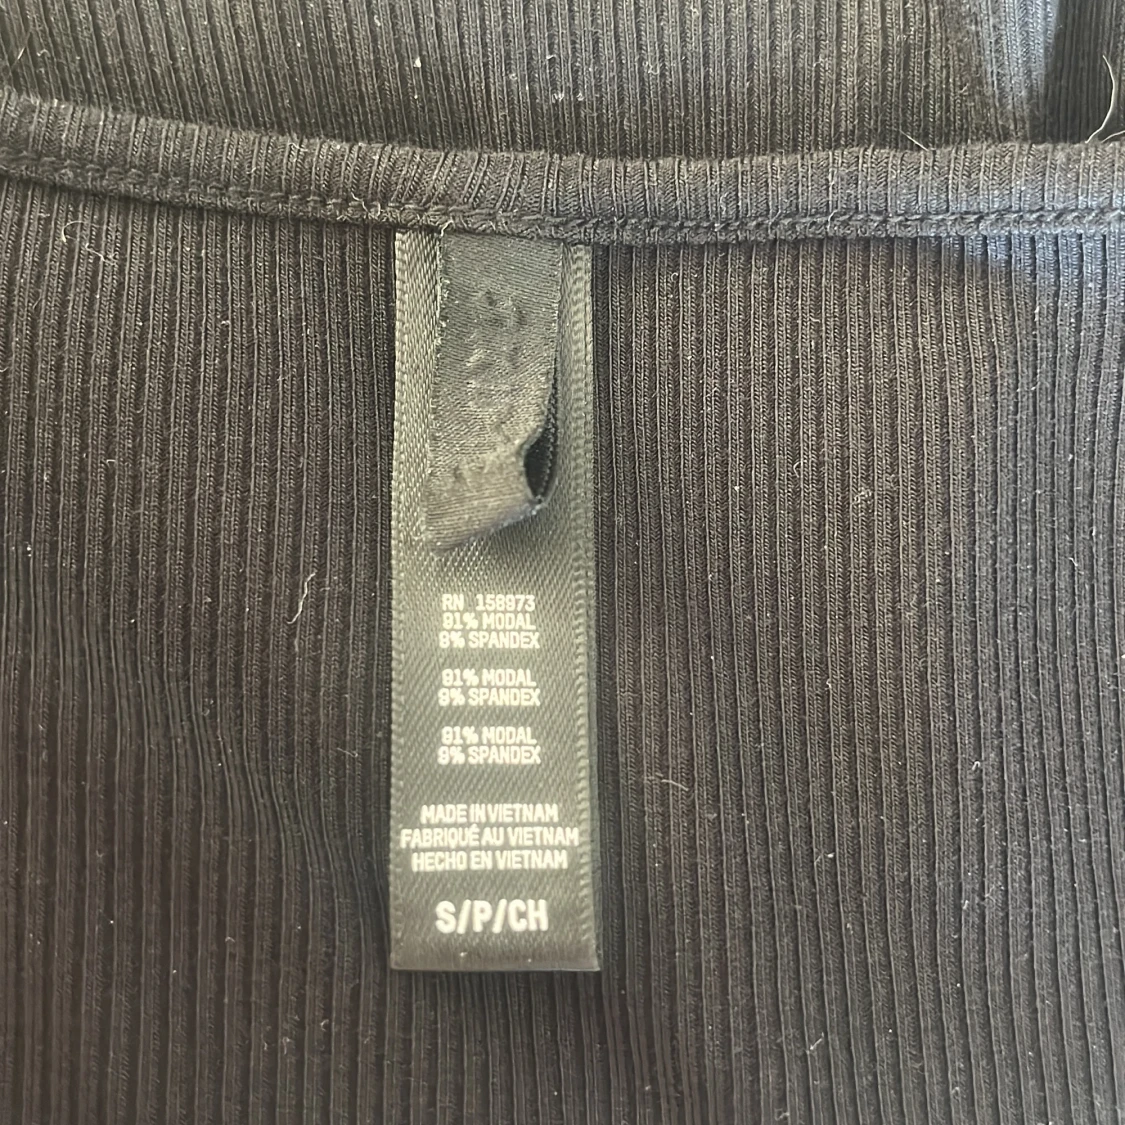 RN 158973
91% MODAL
9% SPANDEX
91% MODAL
9% SPANDEX
91% MODAL
9% SPANDEX
MADE IN VIETNAM
FABRIQUÉ AU VIETNAM
HECHO EN VIETNAM
S/P/CH